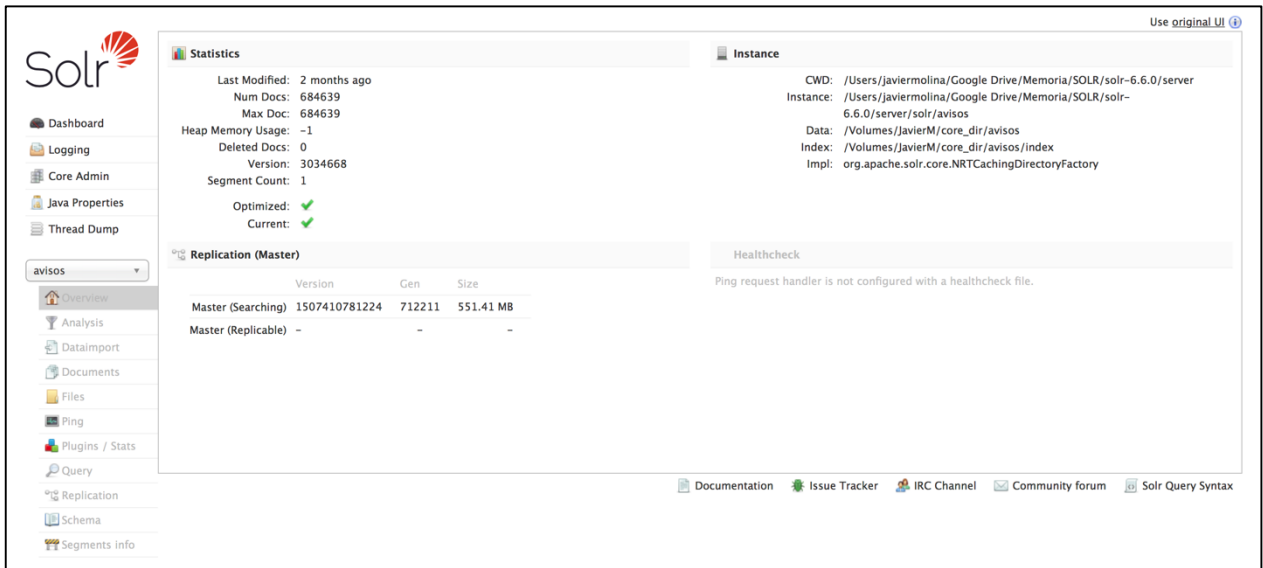 Use original UI
Solr
Dashboard
Logging
Core Admin
Java Properties
Thread Dump
avisos
Overview
Analysis
Dataimport
Documents
Files
Ping
Plugins / Stats
Query
Replication
Schema
Segments info
Statistics
Last Modified: 2 months ago
Num Docs: 684639
Max Doc: 684639
Heap Memory Usage: -1
Deleted Docs: 0
Version: 3034668
Segment Count: 1
Optimized:
Current:
Instance
CWD: /Users/javiermolina/Google Drive/Memoria/SOLR/solr-6.6.0/server
Instance: /Users/javiermolina/Google Drive/Memoria/SOLR/solr-
6.6.0/server/solr/avisos
Data: /Volumes/JavierM/core_dir/avisos
Index: /Volumes/JavierM/core_dir/avisos/index
Impl: org.apache.solr.core.NRTCachingDirectoryFactory
Replication (Master)
Version Gen Size
Master (Searching) 1507410781224 712211 551.41 MB
Master (Replicable) - - -
Healthcheck
Ping request handler is not configured with a healthcheck file.
Documentation Issue Tracker IRC Channel Community forum Solr Query Syntax